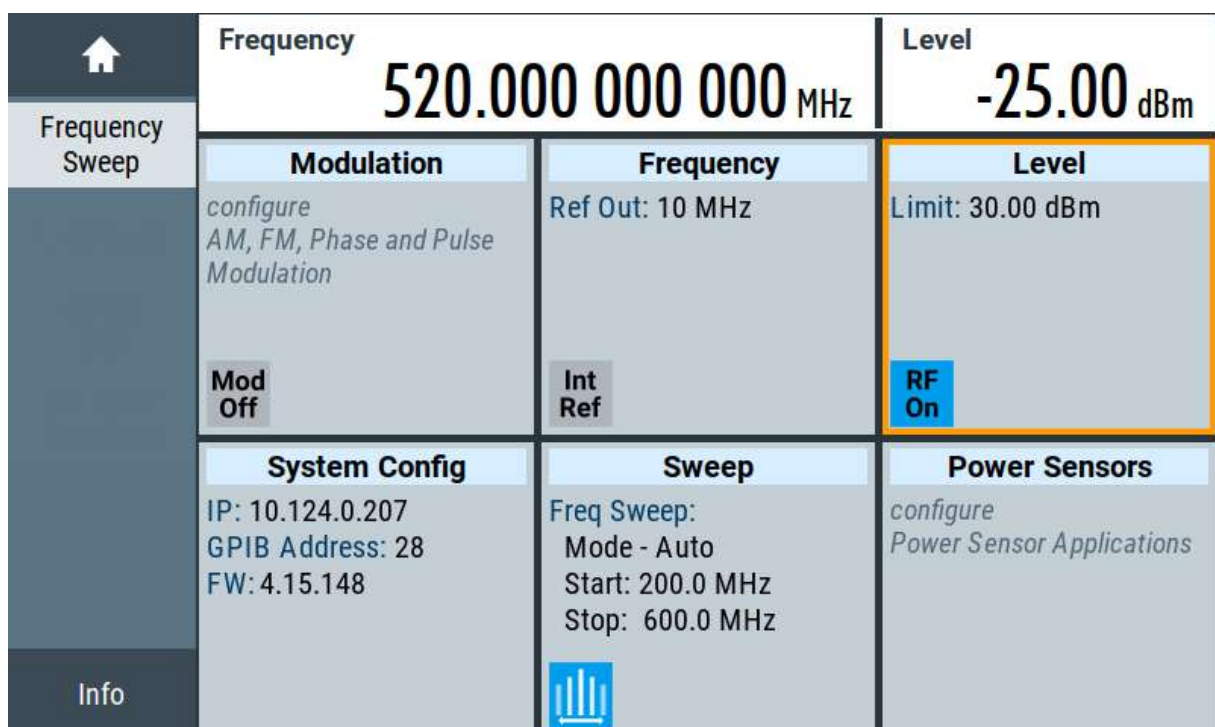 Frequency
520.000 000 000 MHz
Level
-25.00 dBm
Frequency
Sweep
Modulation
configure
AM, FM, Phase and Pulse
Modulation
Mod
Off
Frequency
Ref Out: 10 MHz
Int
Ref
Level
Limit: 30.00 dBm
RF
On
System Config
IP: 10.124.0.207
GPIB Address: 28
FW: 4.15.148
Sweep
Freq Sweep:
Mode - Auto
Start: 200.0 MHz
Stop: 600.0 MHz
Power Sensors
configure
Power Sensor Applications
Info